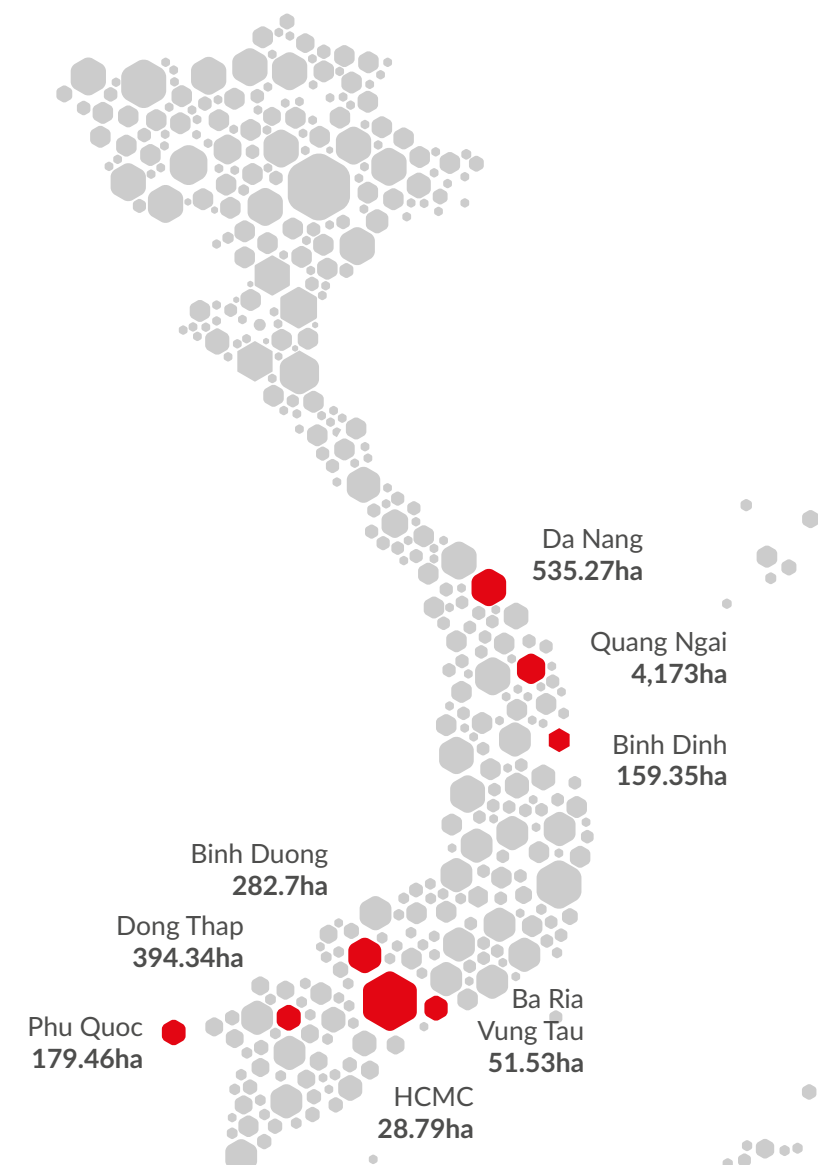 Da Nang
535.27ha
Quang Ngai
4,173ha
Binh Dinh
159.35ha
Binh Duong
282.7ha
Dong Thap
394.34ha
Phu Quoc
179.46ha
Ba Ria
Vung Tau
51.53ha
HCMC
28.79ha